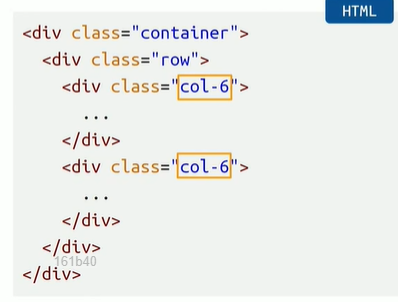 HTML
<div class="container">
  <div class="row">
    <div class="col-6">
      ...
    </div>
    <div class="col-6">
      ...
    </div>
  </div>
161b40
</div>